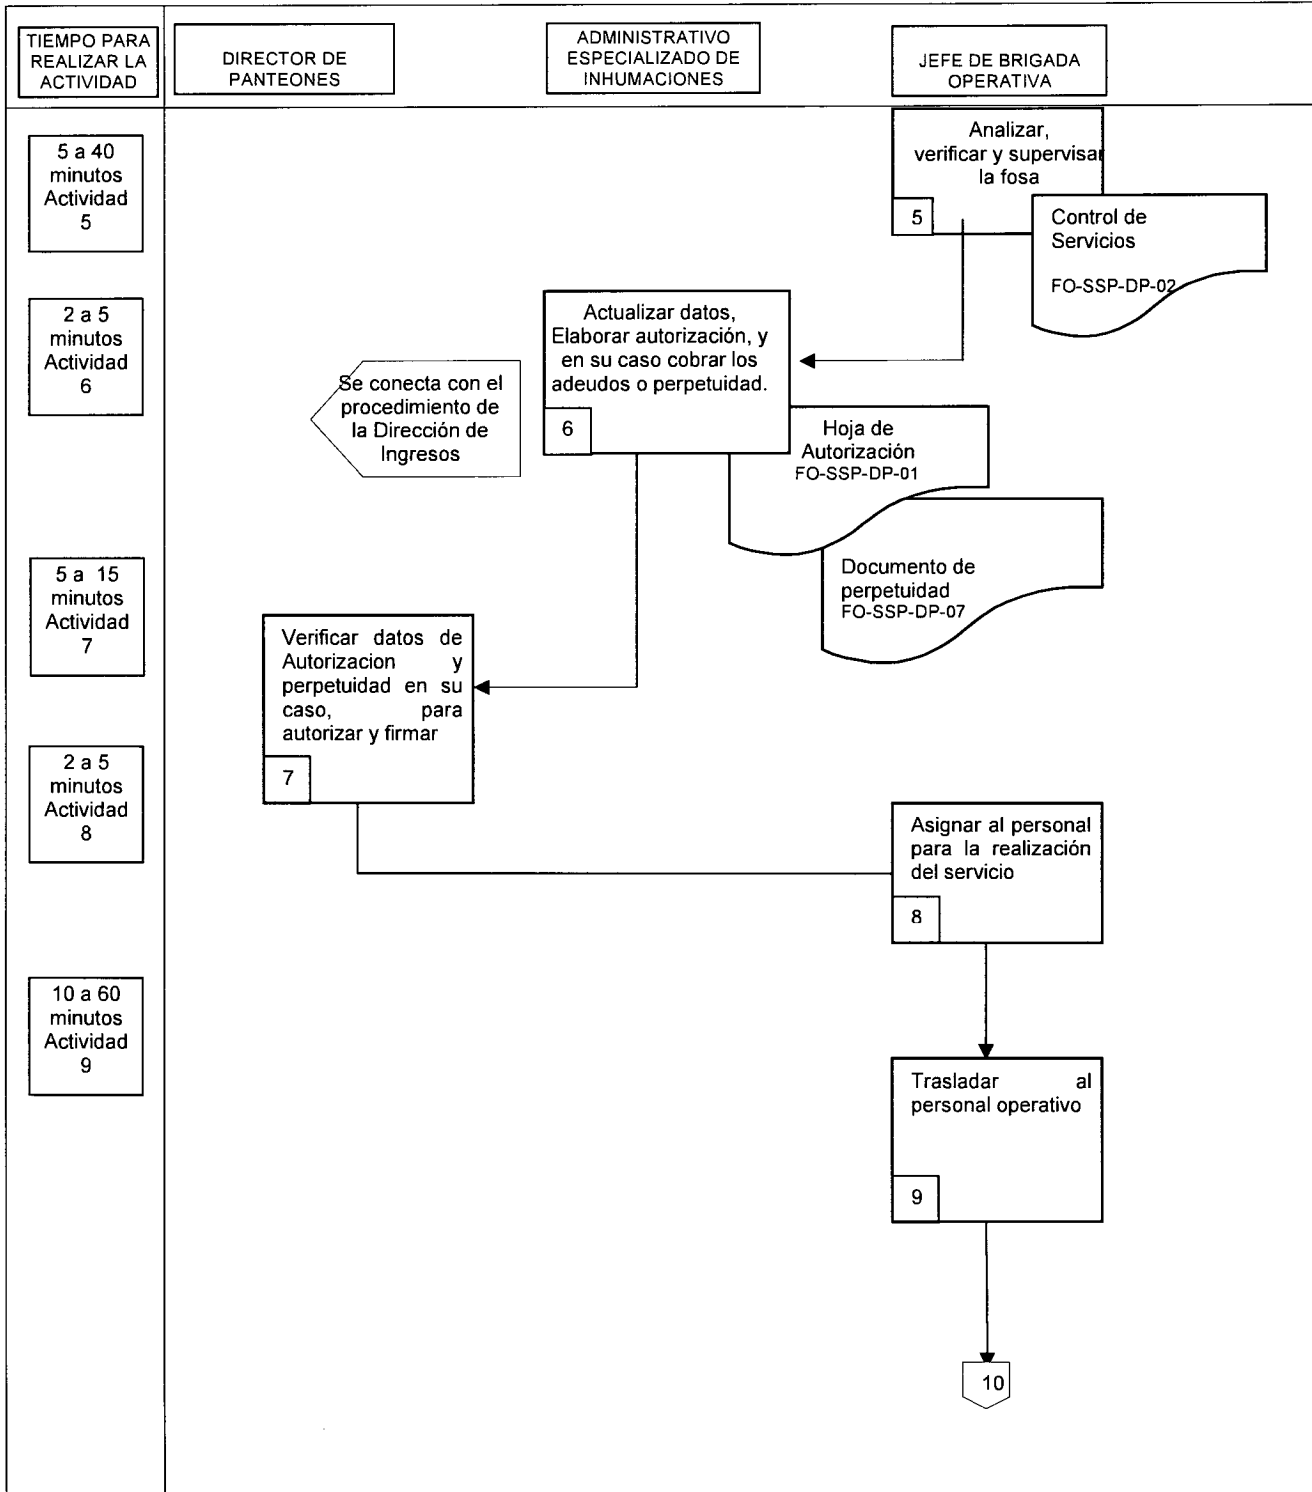 TIEMPO PARA
REALIZAR LA
ACTIVIDAD
DIRECTOR DE
PANTEONES
ADMINISTRATIVO
ESPECIALIZADO DE
INHUMACIONES
JEFE DE BRIGADA
OPERATIVA
5 a 40
minutos
Actividad
5
Analizar,
verificar y supervisar
la fosa
5
Control de
Servicios
FO-SSP-DP-02
2 a 5
minutos
Actividad
6
Actualizar datos,
Elaborar autorización, y
en su caso cobrar los
adeudos o perpetuidad.
6
Se conecta con el
procedimiento de
la Dirección de
Ingresos
Hoja de
Autorización
FO-SSP-DP-01
Documento de
perpetuidad
FO-SSP-DP-07
5 a 15
minutos
Actividad
7
Verificar datos de
Autorizacion y
perpetuidad en su
caso, para
autorizar y firmar
7
2 a 5
minutos
Actividad
8
Asignar al personal
para la realización
del servicio
8
10 a 60
minutos
Actividad
9
Trasladar al
personal operativo
9
10